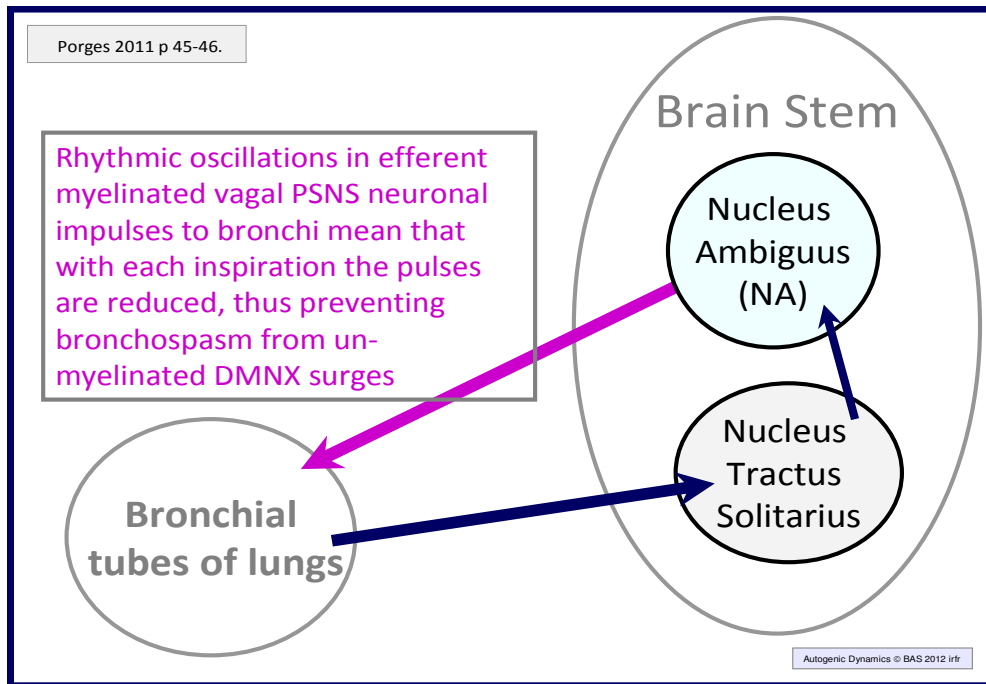 Porges 2011 p 45-46.
Brain Stem
Rhythmic oscillations in efferent
myelinated vagal PSNS neuronal
impulses to bronchi mean that
with each inspiration the pulses
are reduced, thus preventing
bronchospasm from un-
myelinated DMNX surges
Nucleus
Ambiguus
(NA)
Nucleus
Tractus
Solitarius
Bronchial
tubes of lungs
Autogenic Dynamics © BAS 2012 irfr